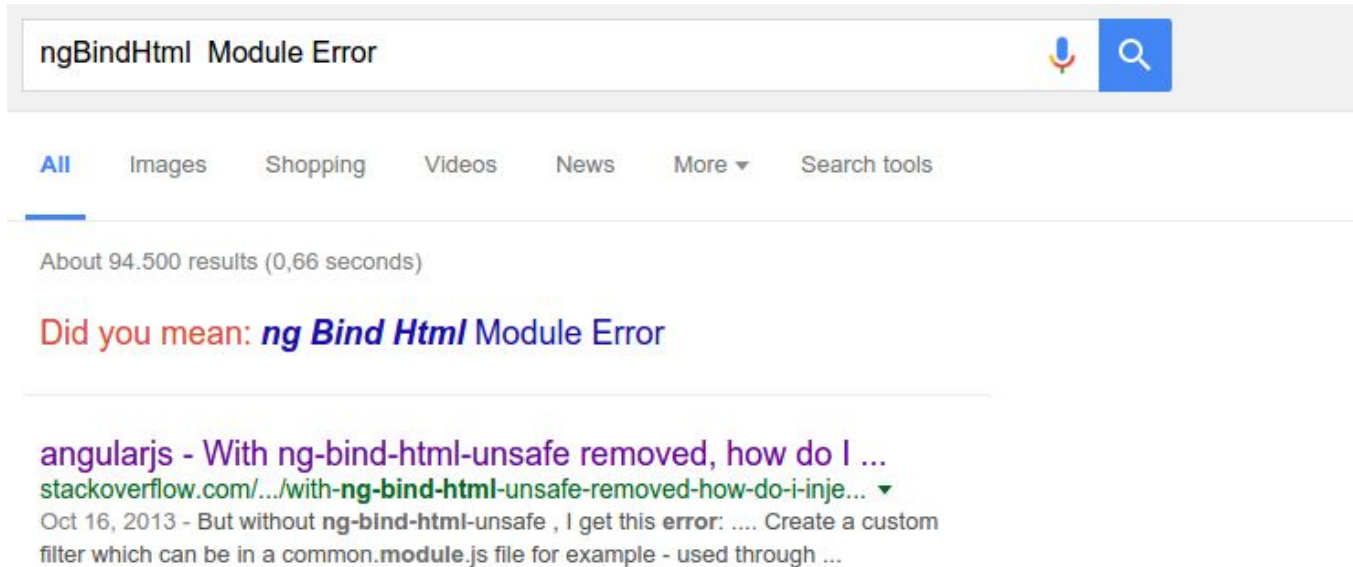 ngBindHtml  Module Error
All Images Shopping Videos News More Search tools
About 94.500 results (0,66 seconds)
Did you mean: ng Bind Html Module Error
angularjs - With ng-bind-html-unsafe removed, how do I ...
stackoverflow.com/.../with-ng-bind-html-unsafe-removed-how-do-i-inje...
Oct 16, 2013 - But without ng-bind-html-unsafe , I get this error: .... Create a custom
filter which can be in a common.module.js file for example - used through ...